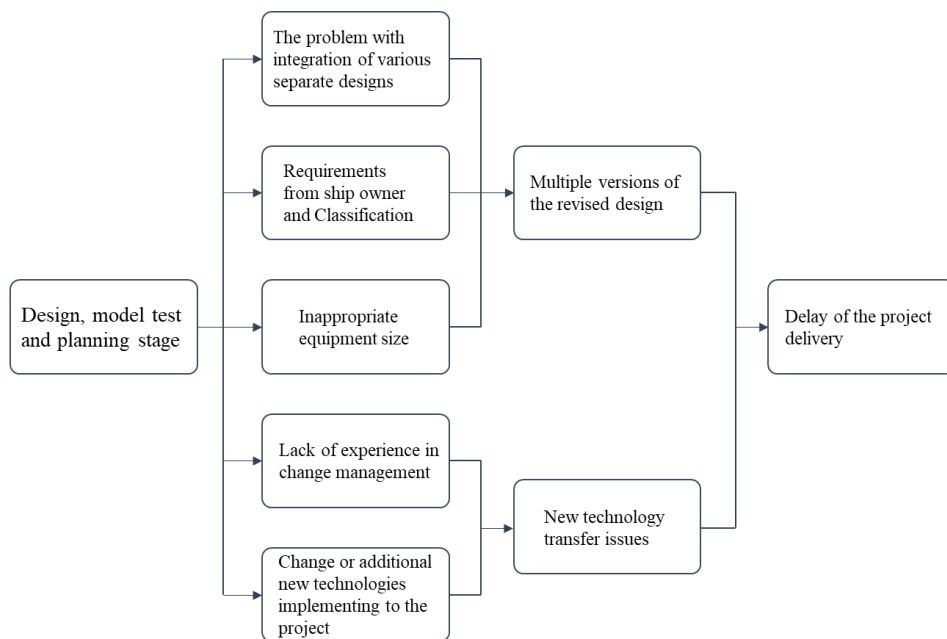 The problem with
integration of various
separate designs
Requirements
from ship owner
and Classification
Multiple versions of
the revised design
Design, model test
and planning stage
Inappropriate
equipment size
Delay of the project
delivery
Lack of experience in
change management
New technology
transfer issues
Change or additional
new technologies
implementing to the
project